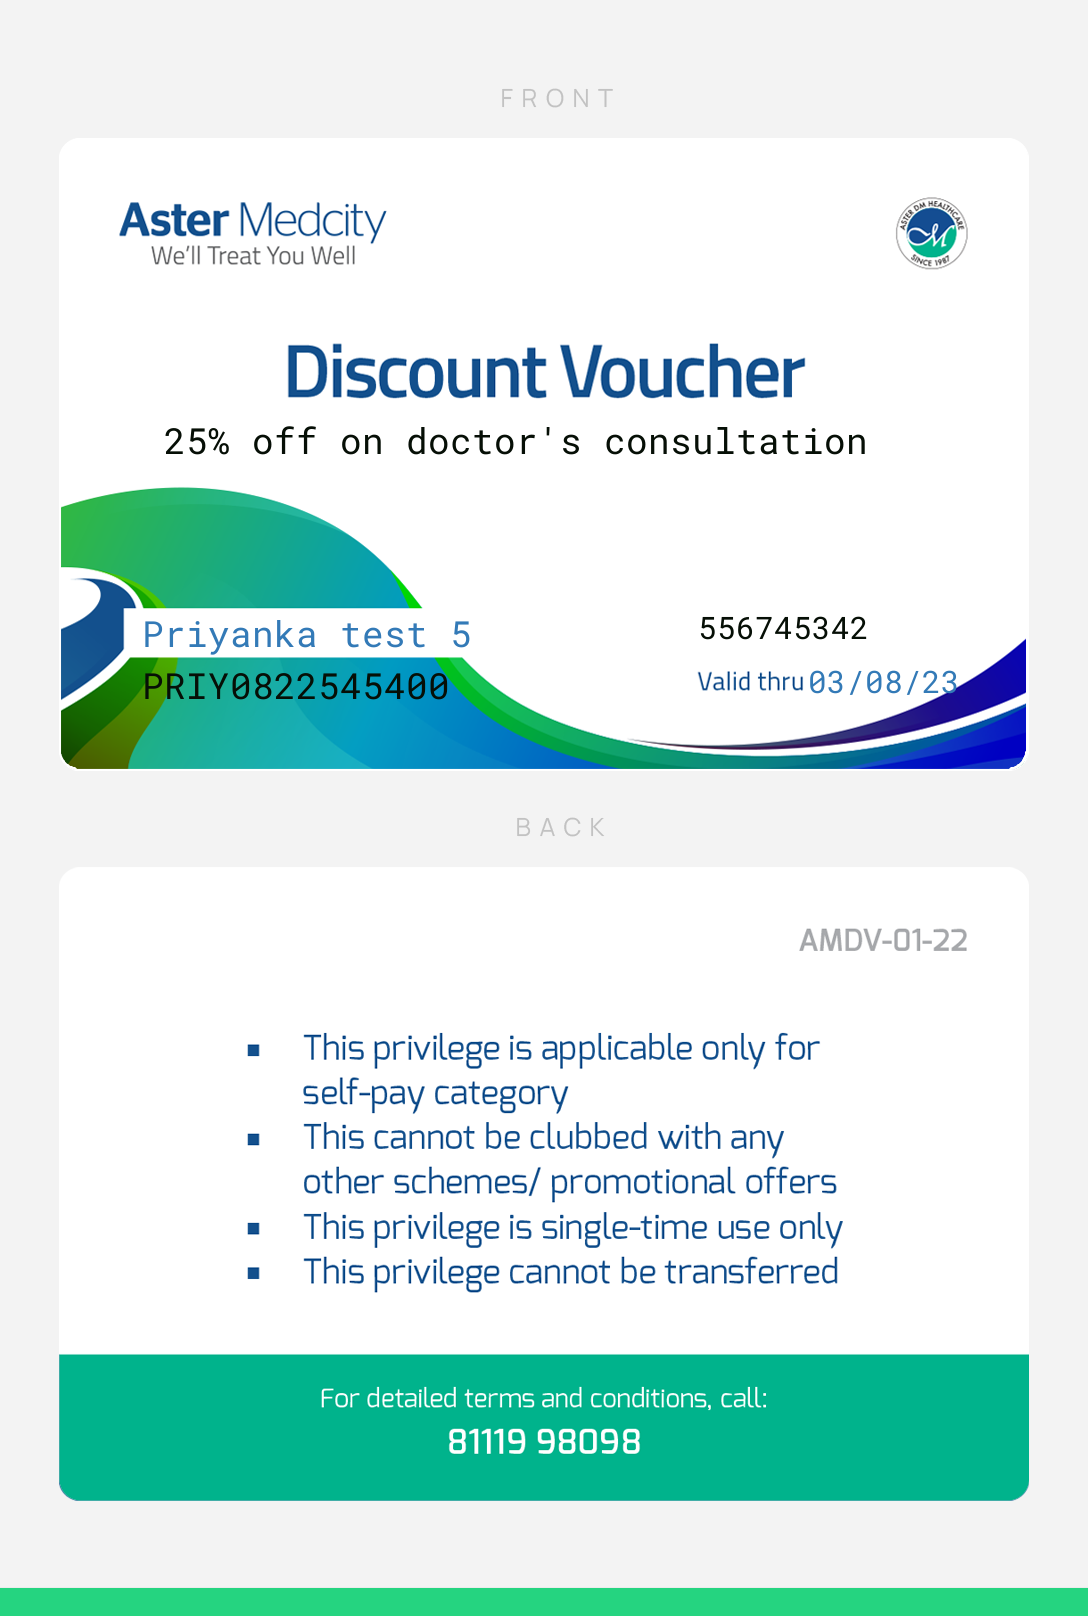 FRONT
Aster Medcity
We'll Treat You Well
ASTER DM HEALTHCARE
M
SINCE 1987
Discount Voucher
25% off on doctor's consultation
Priyanka test 5
PRIY0822545400
556745342
Valid thru 03/08/23
BACK
AMDV-01-22
▪ This privilege is applicable only for
self-pay category
▪ This cannot be clubbed with any
other schemes/ promotional offers
▪ This privilege is single-time use only
▪ This privilege cannot be transferred
For detailed terms and conditions, call:
81119 98098